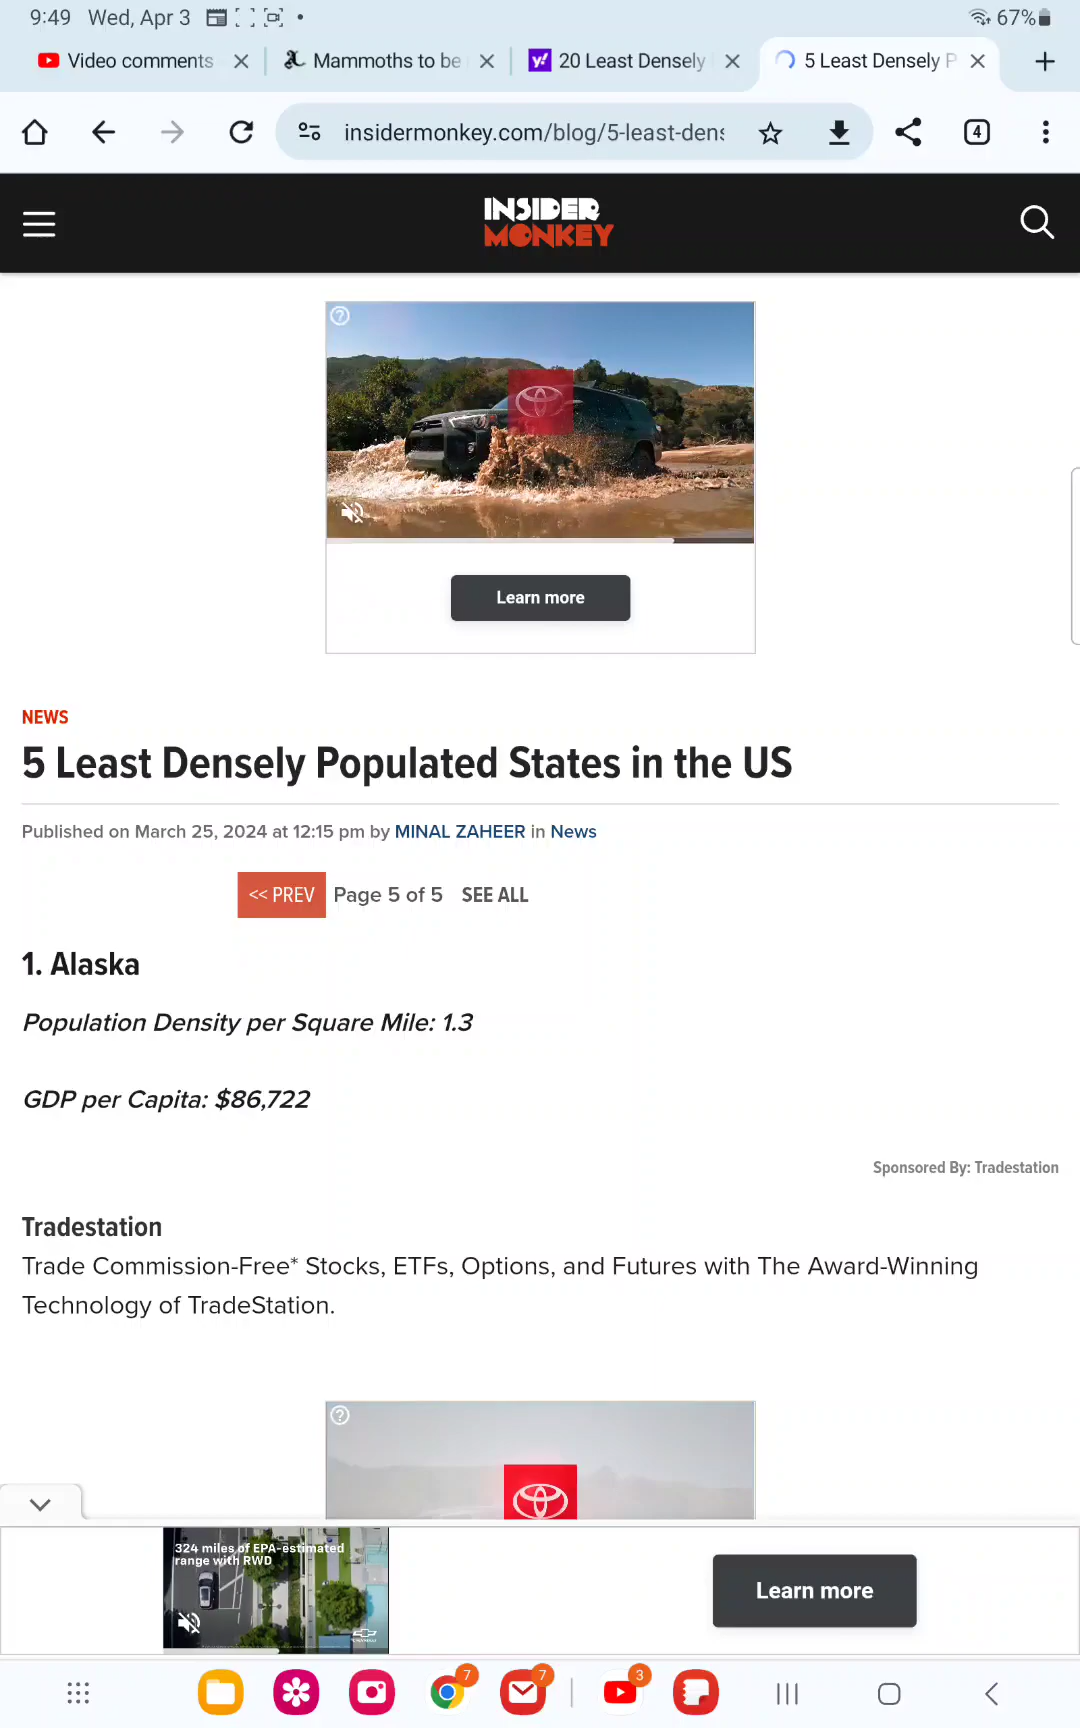 9:49 Wed, Apr 3
67%
Video comments
Mammoths to be
20 Least Densely
5 Least Densely P
insidermonkey.com/blog/5-least-dens
4
INSIDER
MONKEY
Learn more
NEWS
5 Least Densely Populated States in the US
Published on March 25, 2024 at 12:15 pm by MINAL ZAHEER in News
<< PREV Page 5 of 5 SEE ALL
1. Alaska
Population Density per Square Mile: 1.3
GDP per Capita: $86,722
Sponsored By: Tradestation
Tradestation
Trade Commission-Free* Stocks, ETFs, Options, and Futures with The Award-Winning
Technology of TradeStation.
324 miles of EPA-estimated
range with RWD
Learn more
7
7
3